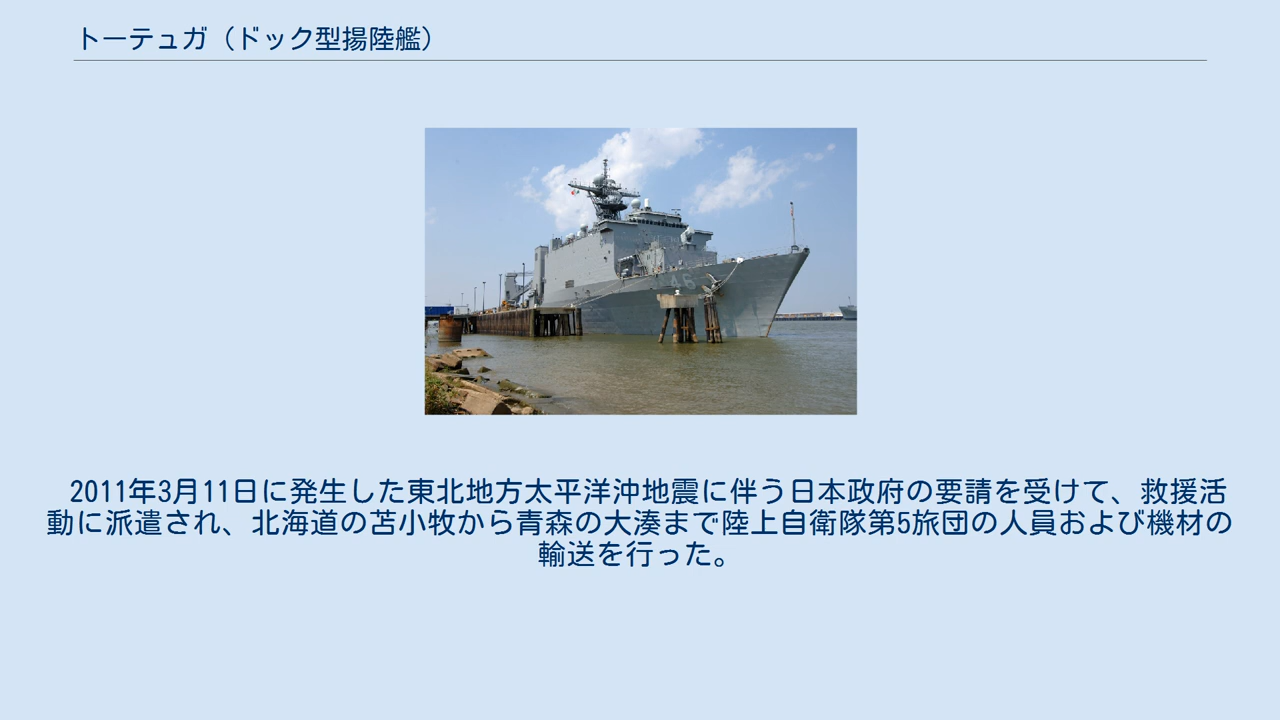 トーテュガ（ドック型揚陸艦）
46
2011年3月11日に発生した東北地方太平洋沖地震に伴う日本政府の要請を受けて、救援活
動に派遣され、北海道の苫小牧から青森の大湊まで陸上自衛隊第5旅団の人員および機材の
輸送を行った。